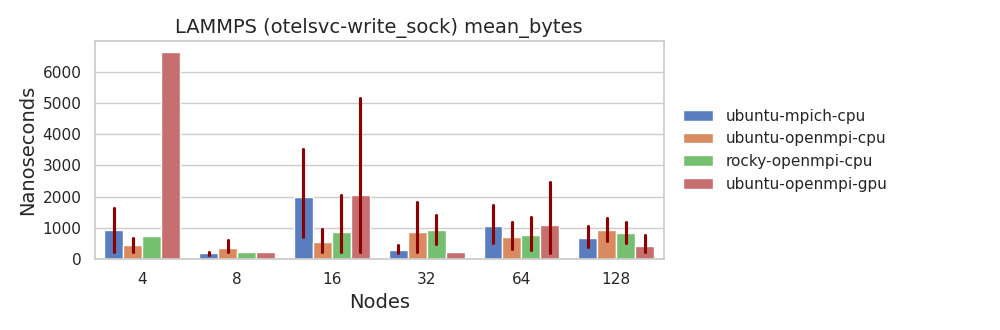 LAMMPS (otelsvc-write_sock) mean_bytes
Nanoseconds
6000
5000
4000
3000
2000
1000
0
4 8 16 32 64 128
Nodes
ubuntu-mpich-cpu
ubuntu-openmpi-cpu
rocky-openmpi-cpu
ubuntu-openmpi-gpu